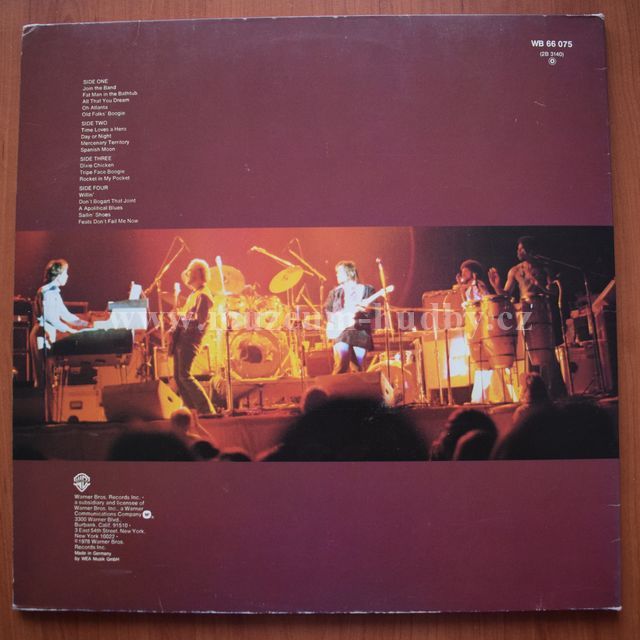 WB 66 075
(2B 3140)
SIDE ONE
Join the Band
Fat Man in the Bathtub
All That You Dream
Oh Atlanta
Old Folks' Boogie
SIDE TWO
Time Loves a Hero
Day or Night
Mercenary Territory
Spanish Moon
SIDE THREE
Dixie Chicken
Tripe Face Boogie
Rocket in My Pocket
SIDE FOUR
Willin'
Don't Bogart That Joint
A Apolitical Blues
Sailin' Shoes
Feats Don't Fail Me Now
www.muzeum-hudby.cz
Warner Bros. Records Inc. •
a subsidiary and licensee of
Warner Bros. Inc., a Warner
Communications Company
3300 Warner Blvd.,
Burbank, Calif. 91510 •
3 East 54th Street, New York,
New York 10022 •
©1978 Warner Bros.
Records Inc.
Made in Germany
by WEA Musik GmbH